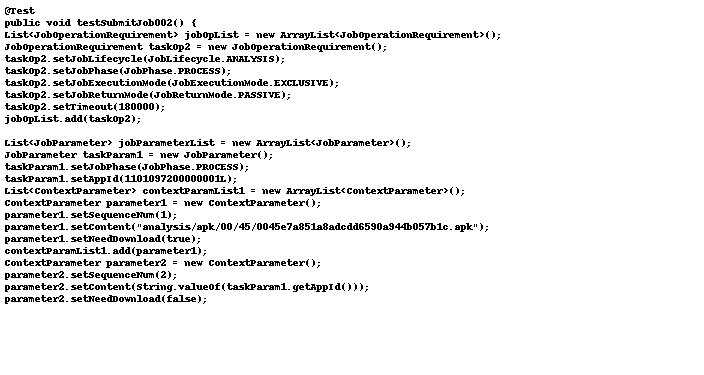 @Test
public void testSubmitJob002() {
List<JobOperationRequirement> jobOpList = new ArrayList<JobOperationRequirement>();
JobOperationRequirement taskOp2 = new JobOperationRequirement();
taskOp2.setJobLifecycle(JobLifecycle.ANALYSIS);
taskOp2.setJobPhase(JobPhase.PROCESS);
taskOp2.setJobExecutionMode(JobExecutionMode.EXCLUSIVE);
taskOp2.setJobReturnMode(JobReturnMode.PASSIVE);
taskOp2.setTimeout(180000);
jobOpList.add(taskOp2);
List<JobParameter> jobParameterList = new ArrayList<JobParameter>();
JobParameter taskParam1 = new JobParameter();
taskParam1.setJobPhase(JobPhase.PROCESS);
taskParam1.setAppId(1101097200000001L);
List<ContextParameter> contextParamList1 = new ArrayList<ContextParameter>();
ContextParameter parameter1 = new ContextParameter();
parameter1.setSequenceNum(1);
parameter1.setContent("analysis/apk/00/45/0045e7a851a8adcdd6590a944b057b1c.apk");
parameter1.setNeedDownload(true);
contextParamList1.add(parameter1);
ContextParameter parameter2 = new ContextParameter();
parameter2.setSequenceNum(2);
parameter2.setContent(String.valueOf(taskParam1.getAppId()));
parameter2.setNeedDownload(false);